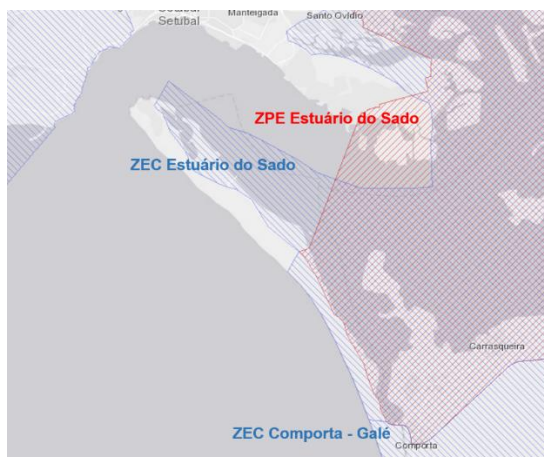 Setubal
Manteigada
Santo Ovídio
ZPE Estuário do Sado
ZEC Estuário do Sado
Carrasqueira
ZEC Comporta - Galé
Comporta